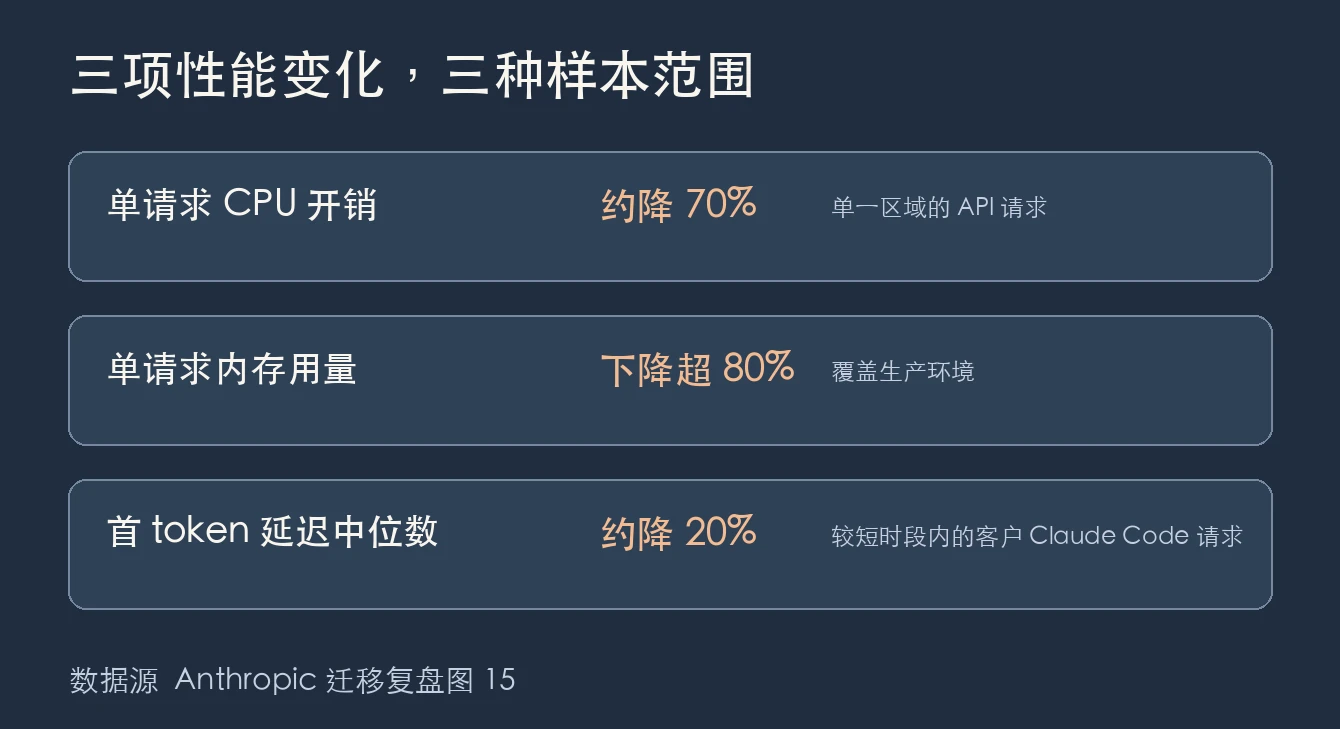 三项性能变化，三种样本范围
单请求 CPU 开销 约降 70% 单一区域的 API 请求
单请求内存用量 下降超 80% 覆盖生产环境
首 token 延迟中位数 约降 20% 较短时段内的客户 Claude Code 请求
数据源 Anthropic 迁移复盘图 15